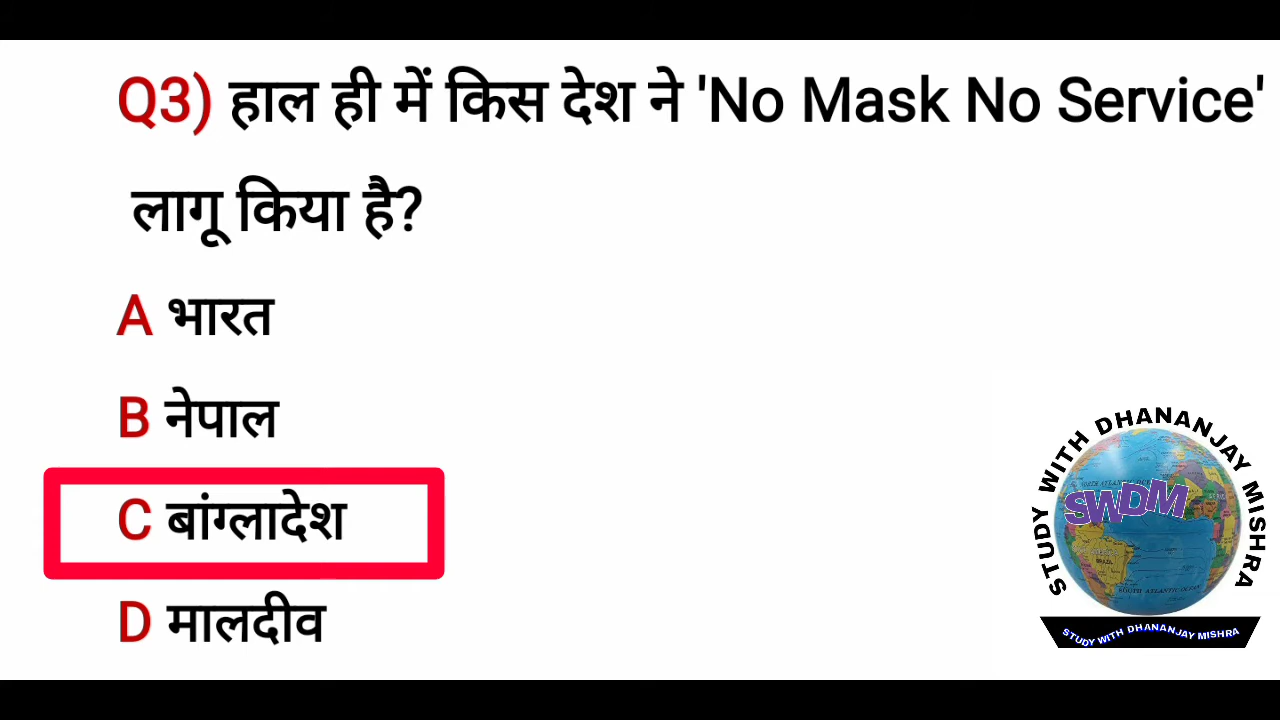 Q3) हाल ही में किस देश ने 'No Mask No Service'
लागू किया है?
A भारत
B नेपाल
C बांग्लादेश
D मालदीव
STUDY WITH DHANANJAY MISHRA
SWDM
STUDY WITH DHANANJAY MISHRA